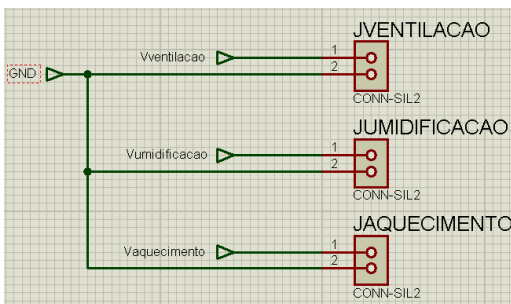 JVENTILACAO
Vventilacao
1
2
GND
CONN-SIL2
JUMIDIFICACAO
Vumidificacao
1
2
CONN-SIL2
JAQUECIMENTO
Vaquecimento
1
2
CONN-SIL2